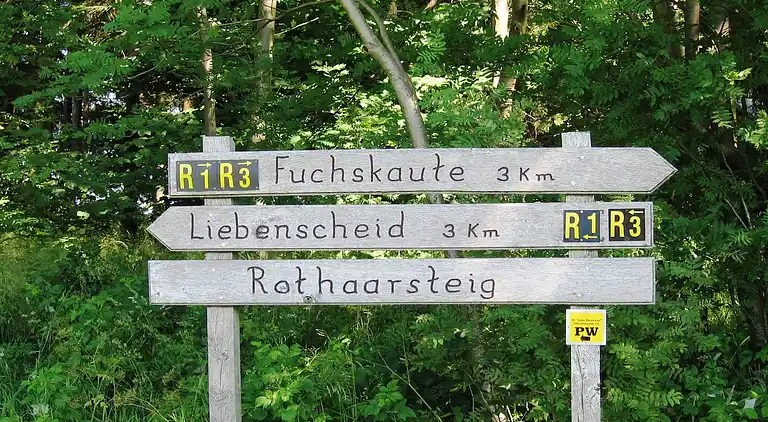 R1 R3 Fuchskaute 3 Km
Liebenscheid 3 Km R1 R3
Rothaarsteig
PW